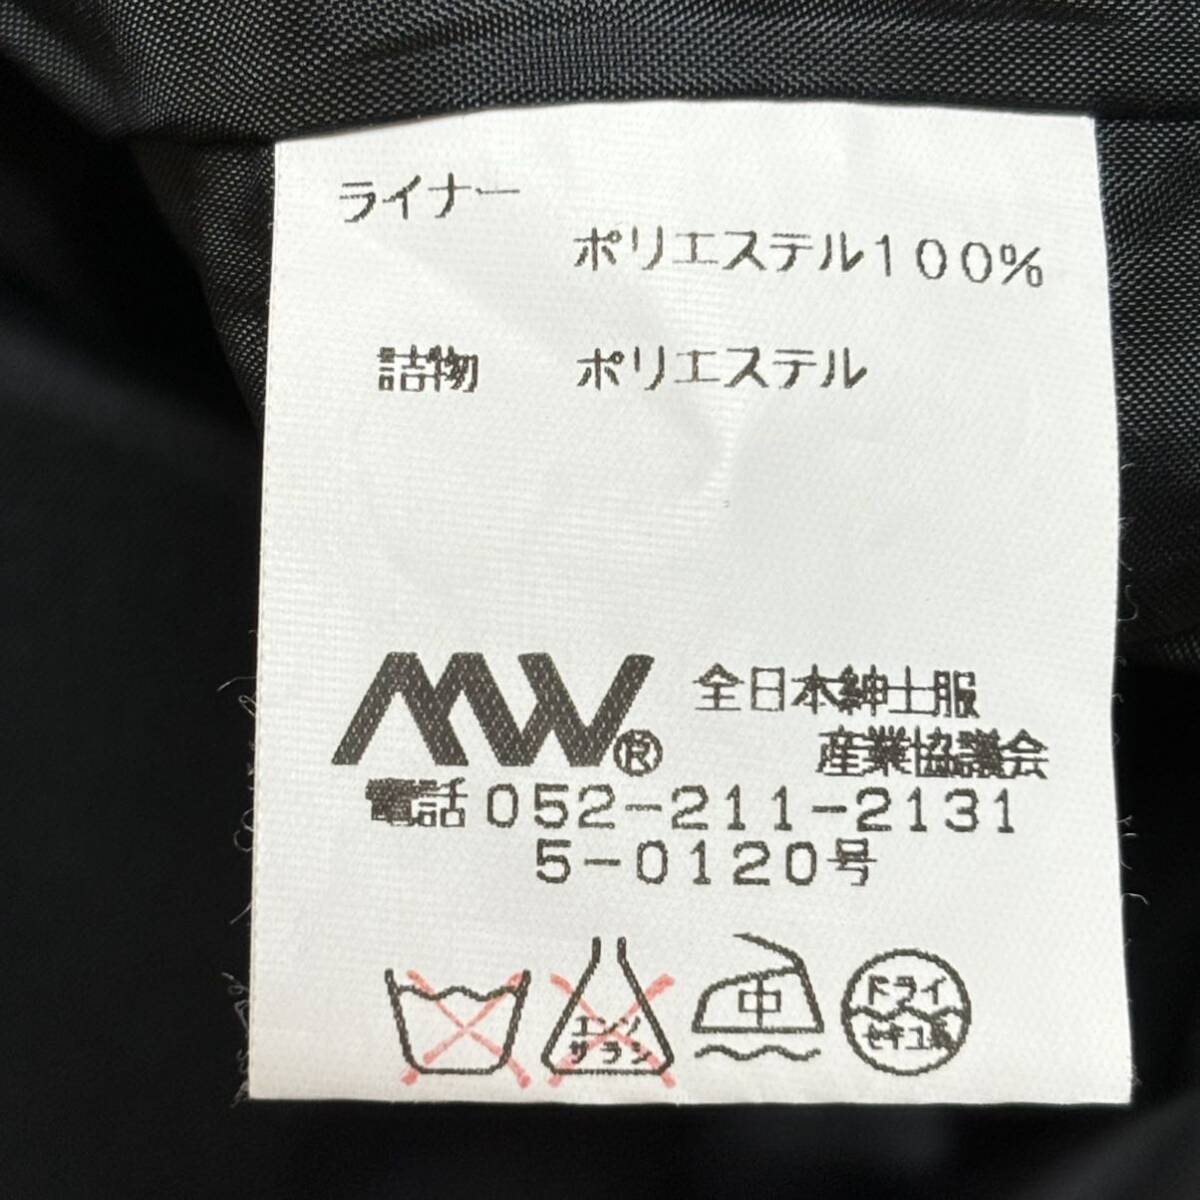 ライナー
ポリエステル100%
詰物 ポリエステル
MW® 全日本紳士服
産業協議会
電話052-211-2131
5-0120号
エンソ
サラシ
中
ドライ
セキユ系